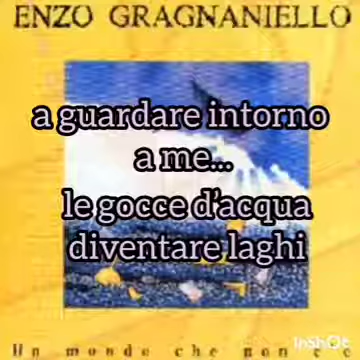 ENZO GRAGNANIELLO
a guardare intorno
a me...
le gocce d'acqua
diventare laghi
Un mondo che non
InShOt